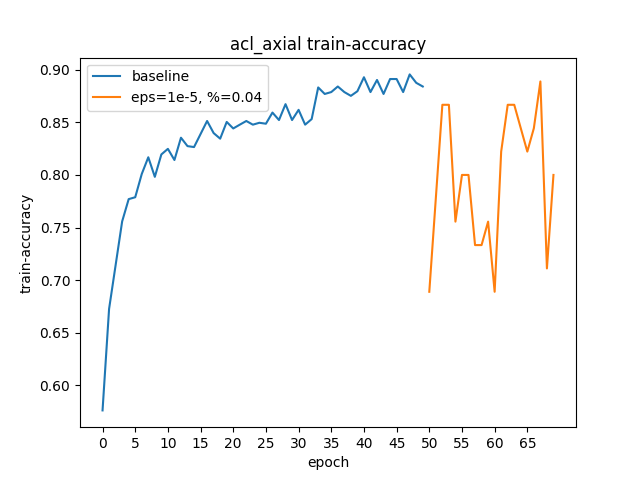 acl_axial train-accuracy
baseline
eps=1e-5, %=0.04
train-accuracy
0.90
0.85
0.80
0.75
0.70
0.65
0.60
0 5 10 15 20 25 30 35 40 45 50 55 60 65
epoch